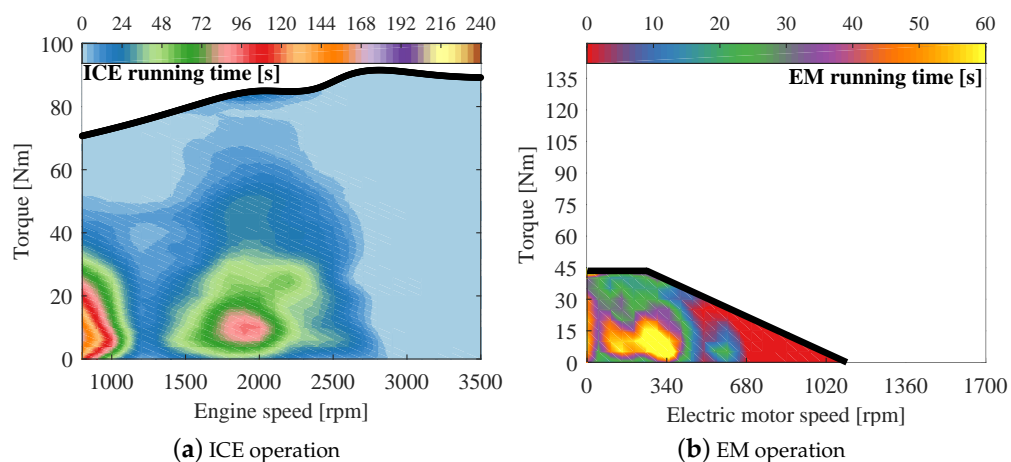 0 24 48 72 96 120 144 168 192 216 240
ICE running time [s]
100
80
60
40
20
0
Torque [Nm]
1000 1500 2000 2500 3000 3500
Engine speed [rpm]
(a) ICE operation
0 10 20 30 40 50 60
EM running time [s]
135
120
105
90
75
60
45
30
15
0
Torque [Nm]
0 340 680 1020 1360 1700
Electric motor speed [rpm]
(b) EM operation